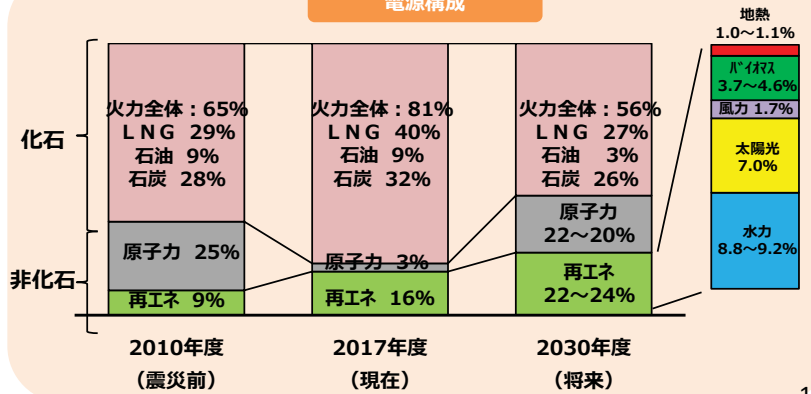 電源構成
化石
非化石
火力全体：65%
ＬＮＧ 29%
石油 9%
石炭 28%
原子力 25%
再エネ 9%
2010年度
（震災前）
火力全体：81%
ＬＮＧ 40%
石油 9%
石炭 32%
原子力 3%
再エネ 16%
2017年度
（現在）
火力全体：56%
ＬＮＧ 27%
石油 3%
石炭 26%
原子力
22～20%
再エネ
22～24%
2030年度
（将来）
地熱
1.0～1.1%
ﾊﾞｲｵﾏｽ
3.7～4.6%
風力 1.7%
太陽光
7.0%
水力
8.8～9.2%
1